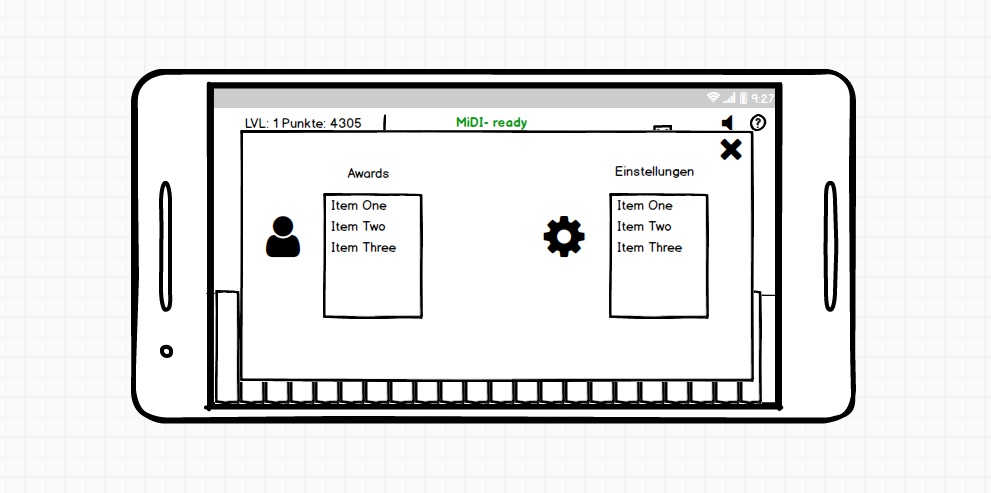 9:27
LVL: 1 Punkte: 4305
MiDI- ready
?
Awards
Item One
Item Two
Item Three
Einstellungen
Item One
Item Two
Item Three